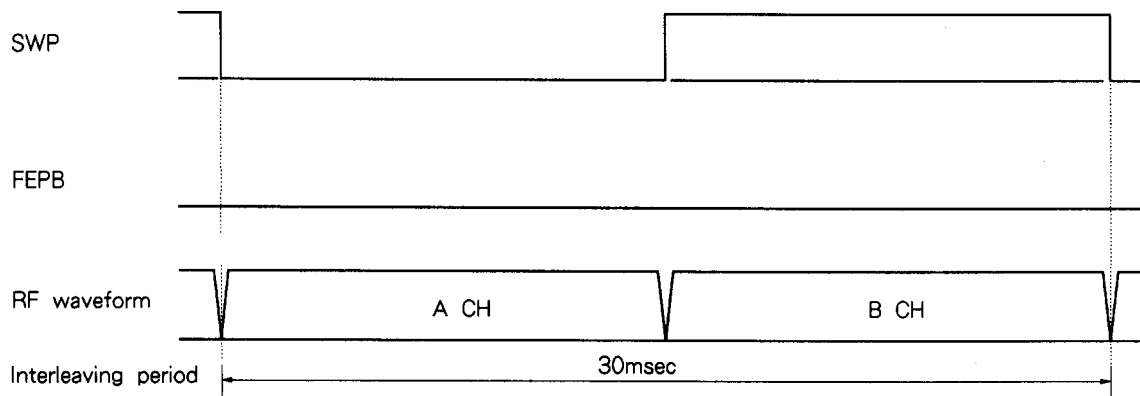 SWP
FEPB
RF waveform
A CH
B CH
Interleaving period
30msec